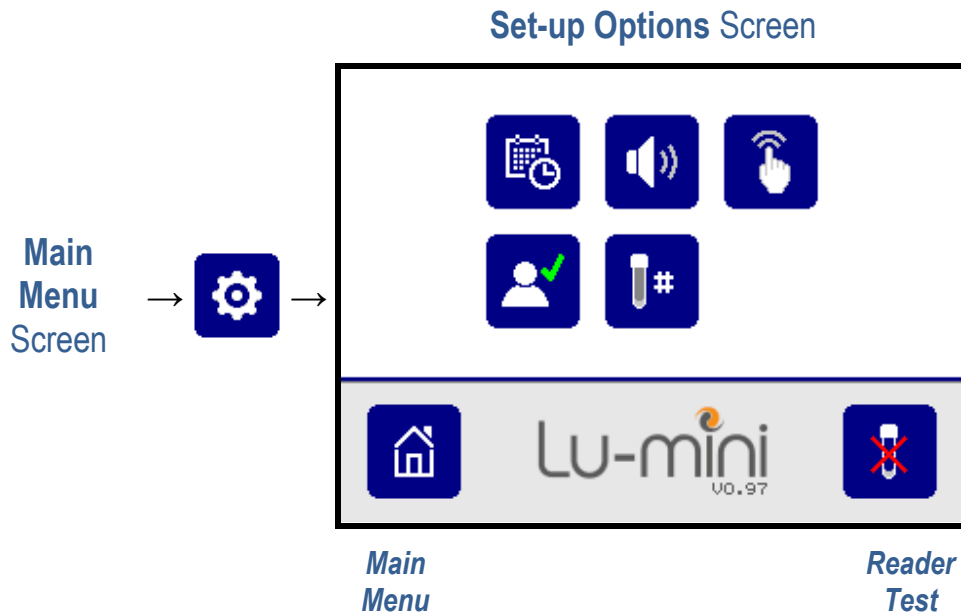 Set-up Options Screen
Main
Menu
Screen
→ →
#
Lu-mini
V0.97
Main
Menu
Reader
Test